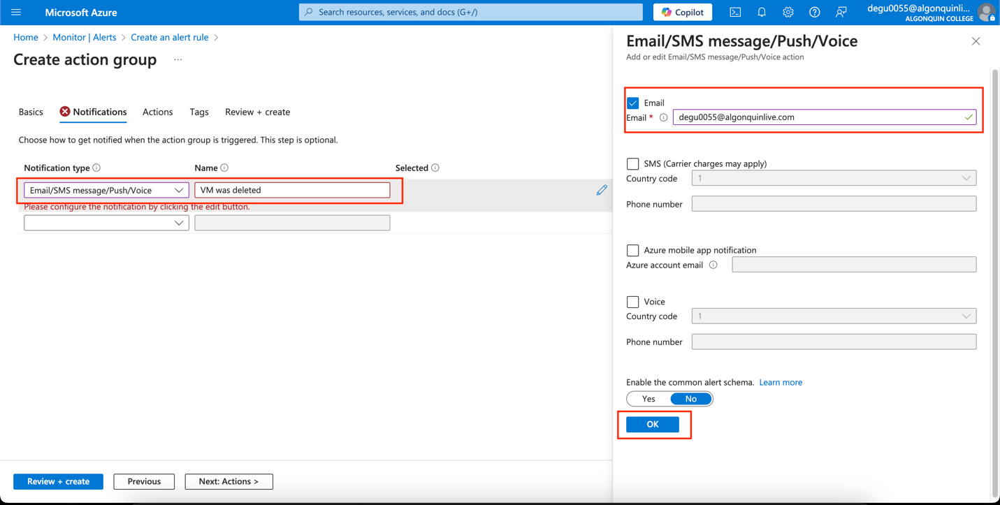 Microsoft Azure
Search resources, services, and docs (G+/)
Copilot
degu0055@algonquinli...
ALGONQUIN COLLEGE
Home > Monitor | Alerts > Create an alert rule >
Create action group ...
Basics
Notifications
Actions
Tags
Review + create
Choose how to get notified when the action group is triggered. This step is optional.
Notification type
Name
Selected
Email/SMS message/Push/Voice
VM was deleted
Please configure the notification by clicking the edit button.
Review + create
Previous
Next: Actions >
Email/SMS message/Push/Voice
Add or edit Email/SMS message/Push/Voice action
Email
Email *
degu0055@algonquinlive.com
SMS (Carrier charges may apply)
Country code
1
Phone number
Azure mobile app notification
Azure account email
Voice
Country code
1
Phone number
Enable the common alert schema. Learn more
Yes
No
OK